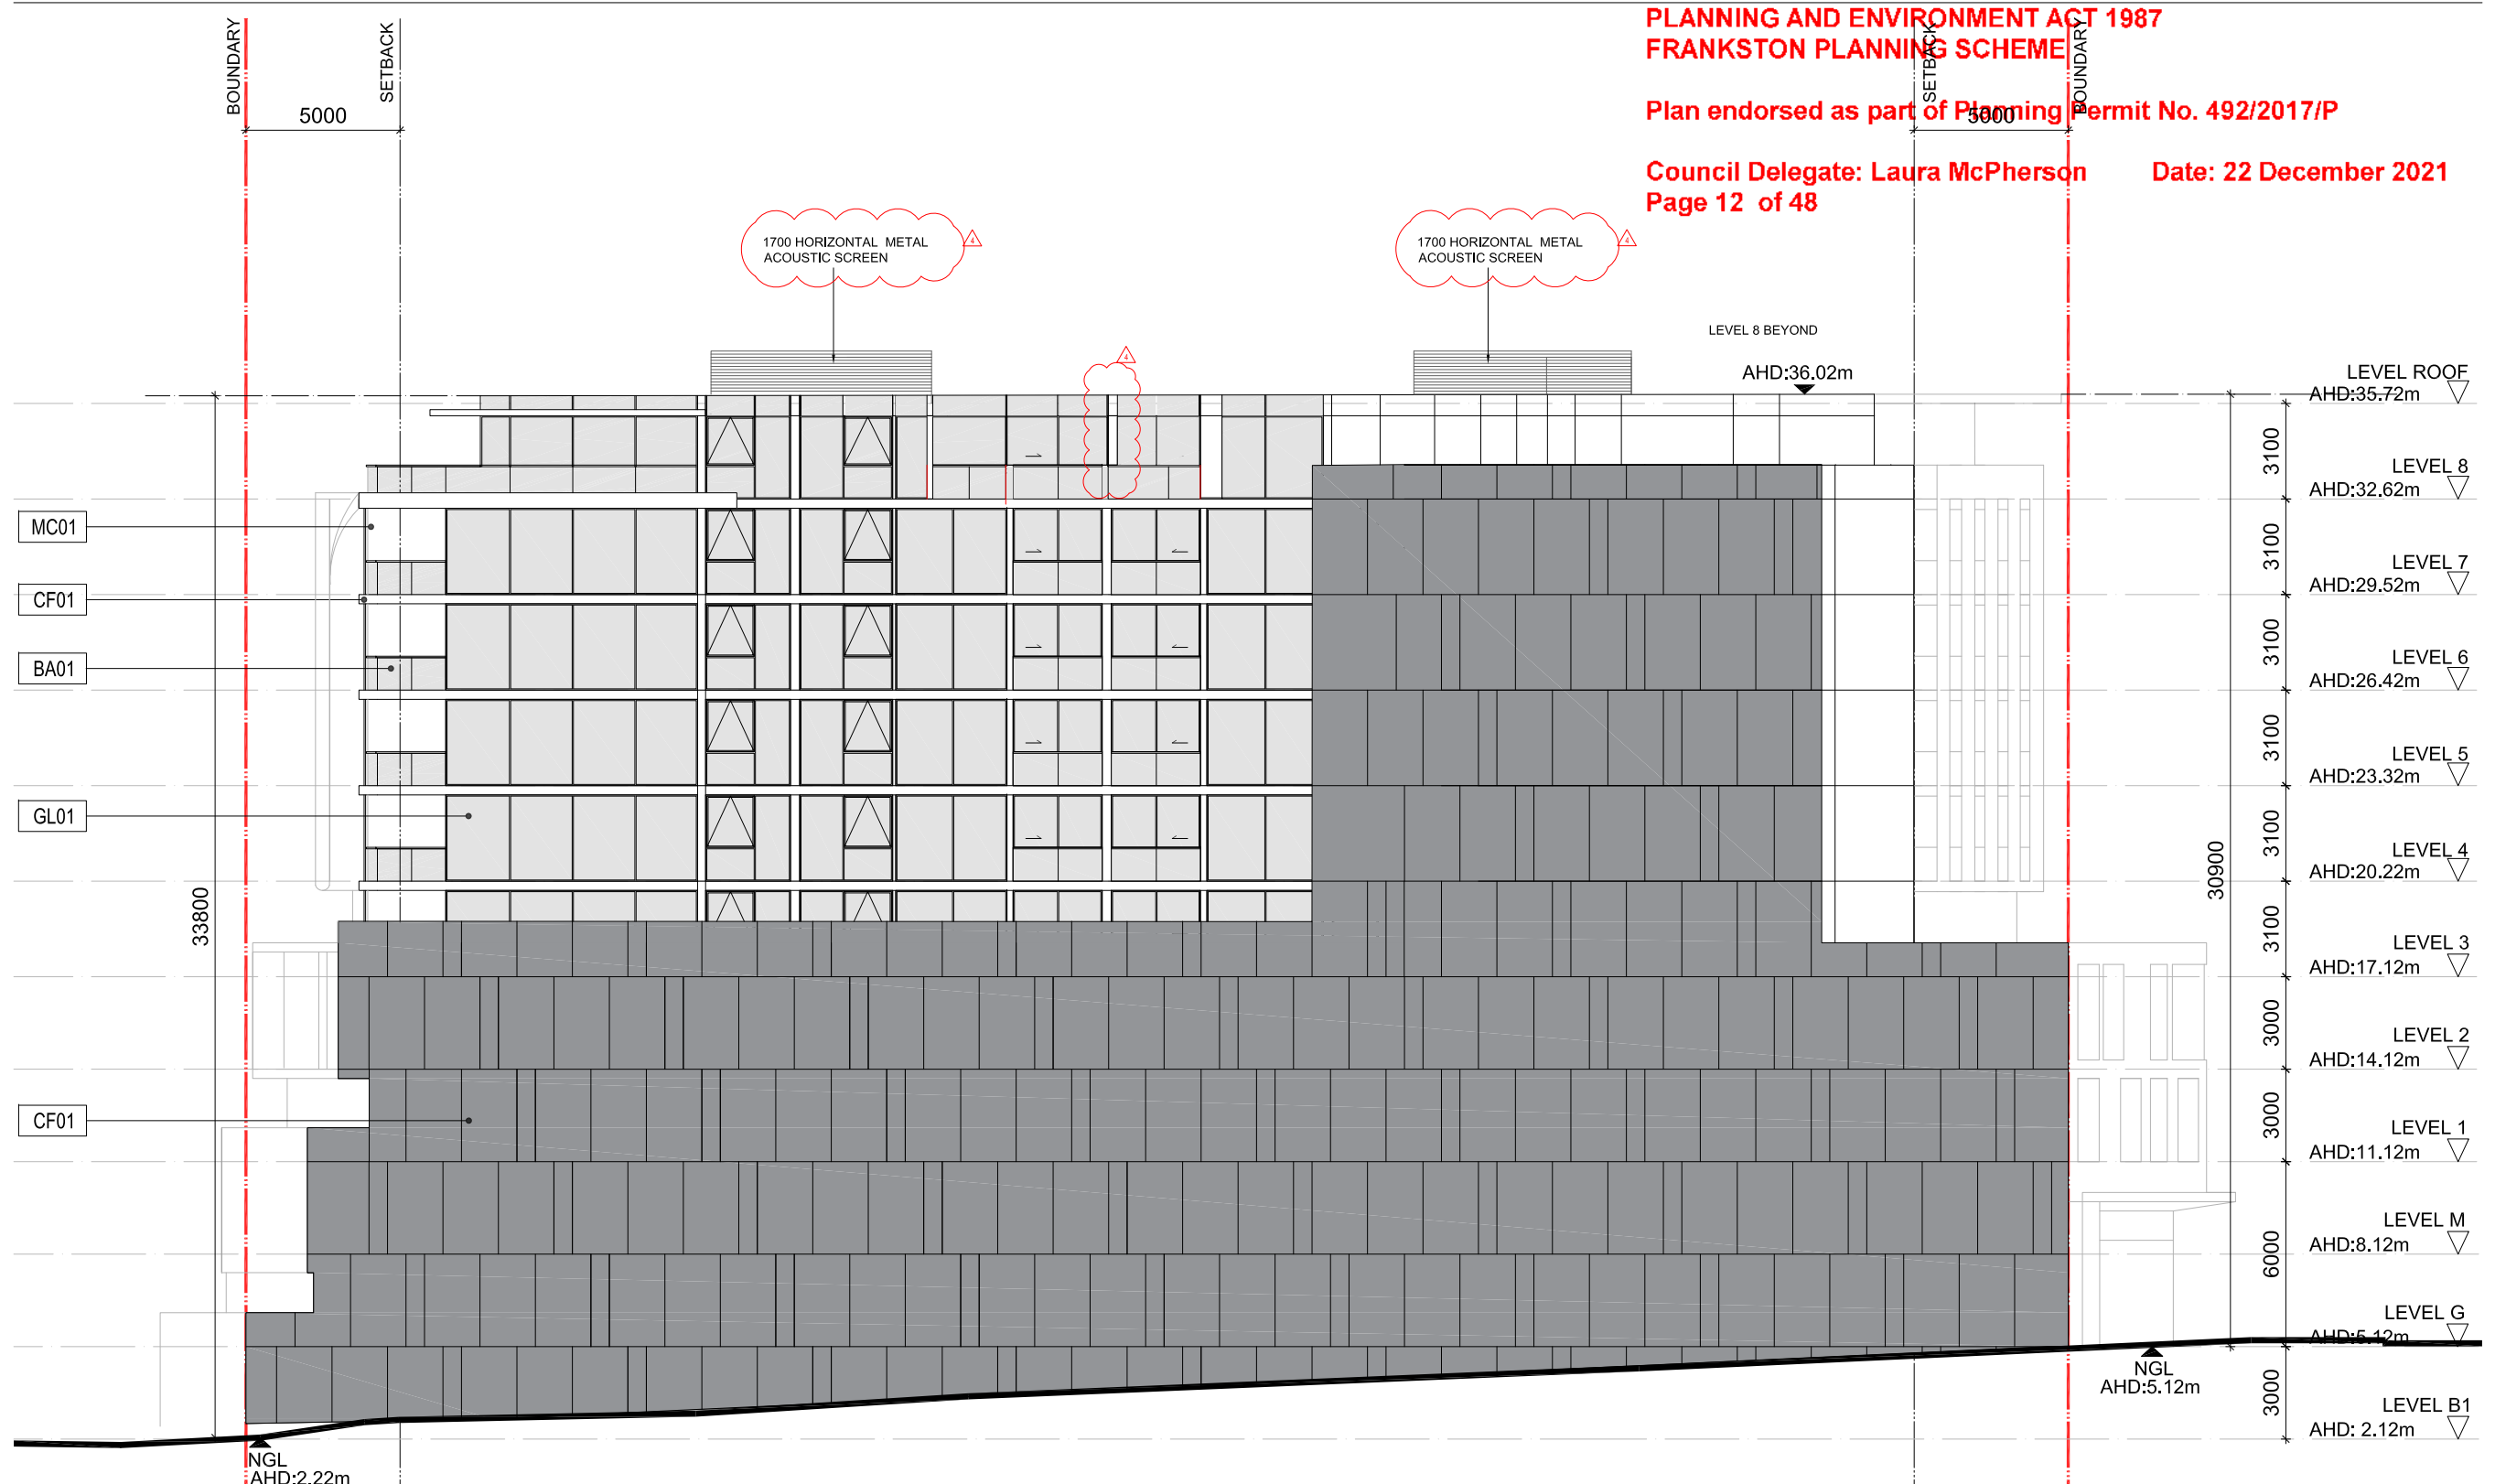 PLANNING AND ENVIRONMENT ACT 1987
FRANKSTON PLANNING SCHEME
Plan endorsed as part of Planning Permit No. 492/2017/P
Council Delegate: Laura McPherson Date: 22 December 2021
Page 12 of 48
BOUNDARY
SETBACK
5000
SETBACK
BOUNDARY
5000
1700 HORIZONTAL METAL
ACOUSTIC SCREEN
4
1700 HORIZONTAL METAL
ACOUSTIC SCREEN
4
4
LEVEL 8 BEYOND
AHD:36.02m
LEVEL ROOF
AHD:35.72m
3100
LEVEL 8
AHD:32.62m
3100
LEVEL 7
AHD:29.52m
3100
LEVEL 6
AHD:26.42m
3100
LEVEL 5
AHD:23.32m
3100
LEVEL 4
AHD:20.22m
3100
LEVEL 3
AHD:17.12m
3000
LEVEL 2
AHD:14.12m
3000
LEVEL 1
AHD:11.12m
LEVEL M
AHD:8.12m
6000
LEVEL G
AHD:5.12m
3000
LEVEL B1
AHD: 2.12m
30900
33800
MC01
CF01
BA01
GL01
CF01
NGL
AHD:5.12m
NGL
AHD:2.22m